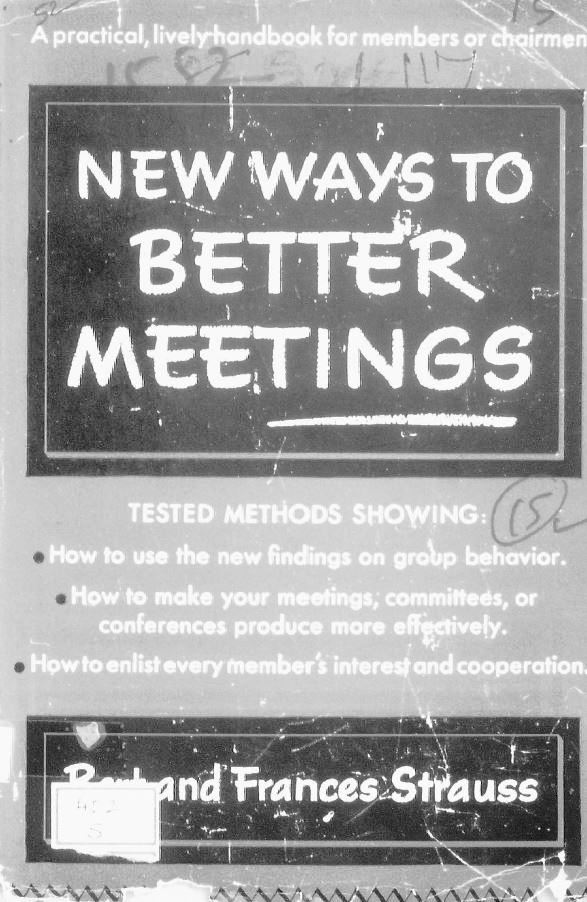 A practical, lively handbook for members or chairmen
NEW WAYS TO
BETTER
MEETINGS
TESTED METHODS SHOWING:
15
• How to use the new findings on group behavior.
• How to make your meetings, committees, or
conferences produce more effectively.
• How to enlist every member's interest and cooperation.
Bert and Frances Strauss
S